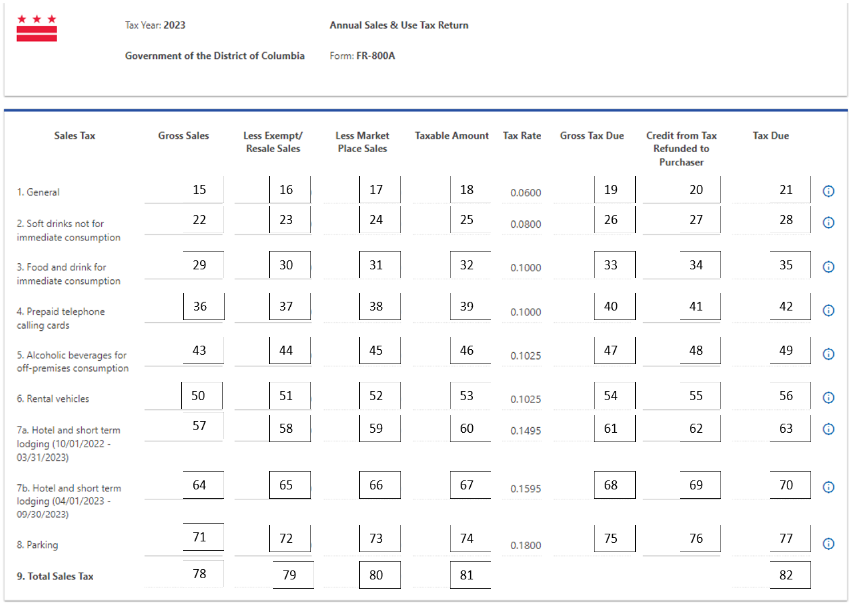 Tax Year: 2023 Annual Sales & Use Tax Return
Government of the District of Columbia Form: FR-800A
Sales Tax Gross Sales Less Exempt/ Less Market Taxable Amount Tax Rate Gross Tax Due Credit from Tax Tax Due
Resale Sales Place Sales Refunded to
Purchaser
1. General 15 16 17 18 0.0600 19 20 21
2. Soft drinks not for 22 23 24 25 0.0800 26 27 28
immediate consumption
3. Food and drink for 29 30 31 32 0.1000 33 34 35
immediate consumption
4. Prepaid telephone 36 37 38 39 0.1000 40 41 42
calling cards
5. Alcoholic beverages for 43 44 45 46 0.1025 47 48 49
off-premises consumption
6. Rental vehicles 50 51 52 53 0.1025 54 55 56
7a. Hotel and short term 57 58 59 60 0.1495 61 62 63
lodging (10/01/2022 -
03/31/2023)
7b. Hotel and short term 64 65 66 67 0.1595 68 69 70
lodging (04/01/2023 -
09/30/2023)
8. Parking 71 72 73 74 0.1800 75 76 77
9. Total Sales Tax 78 79 80 81 82